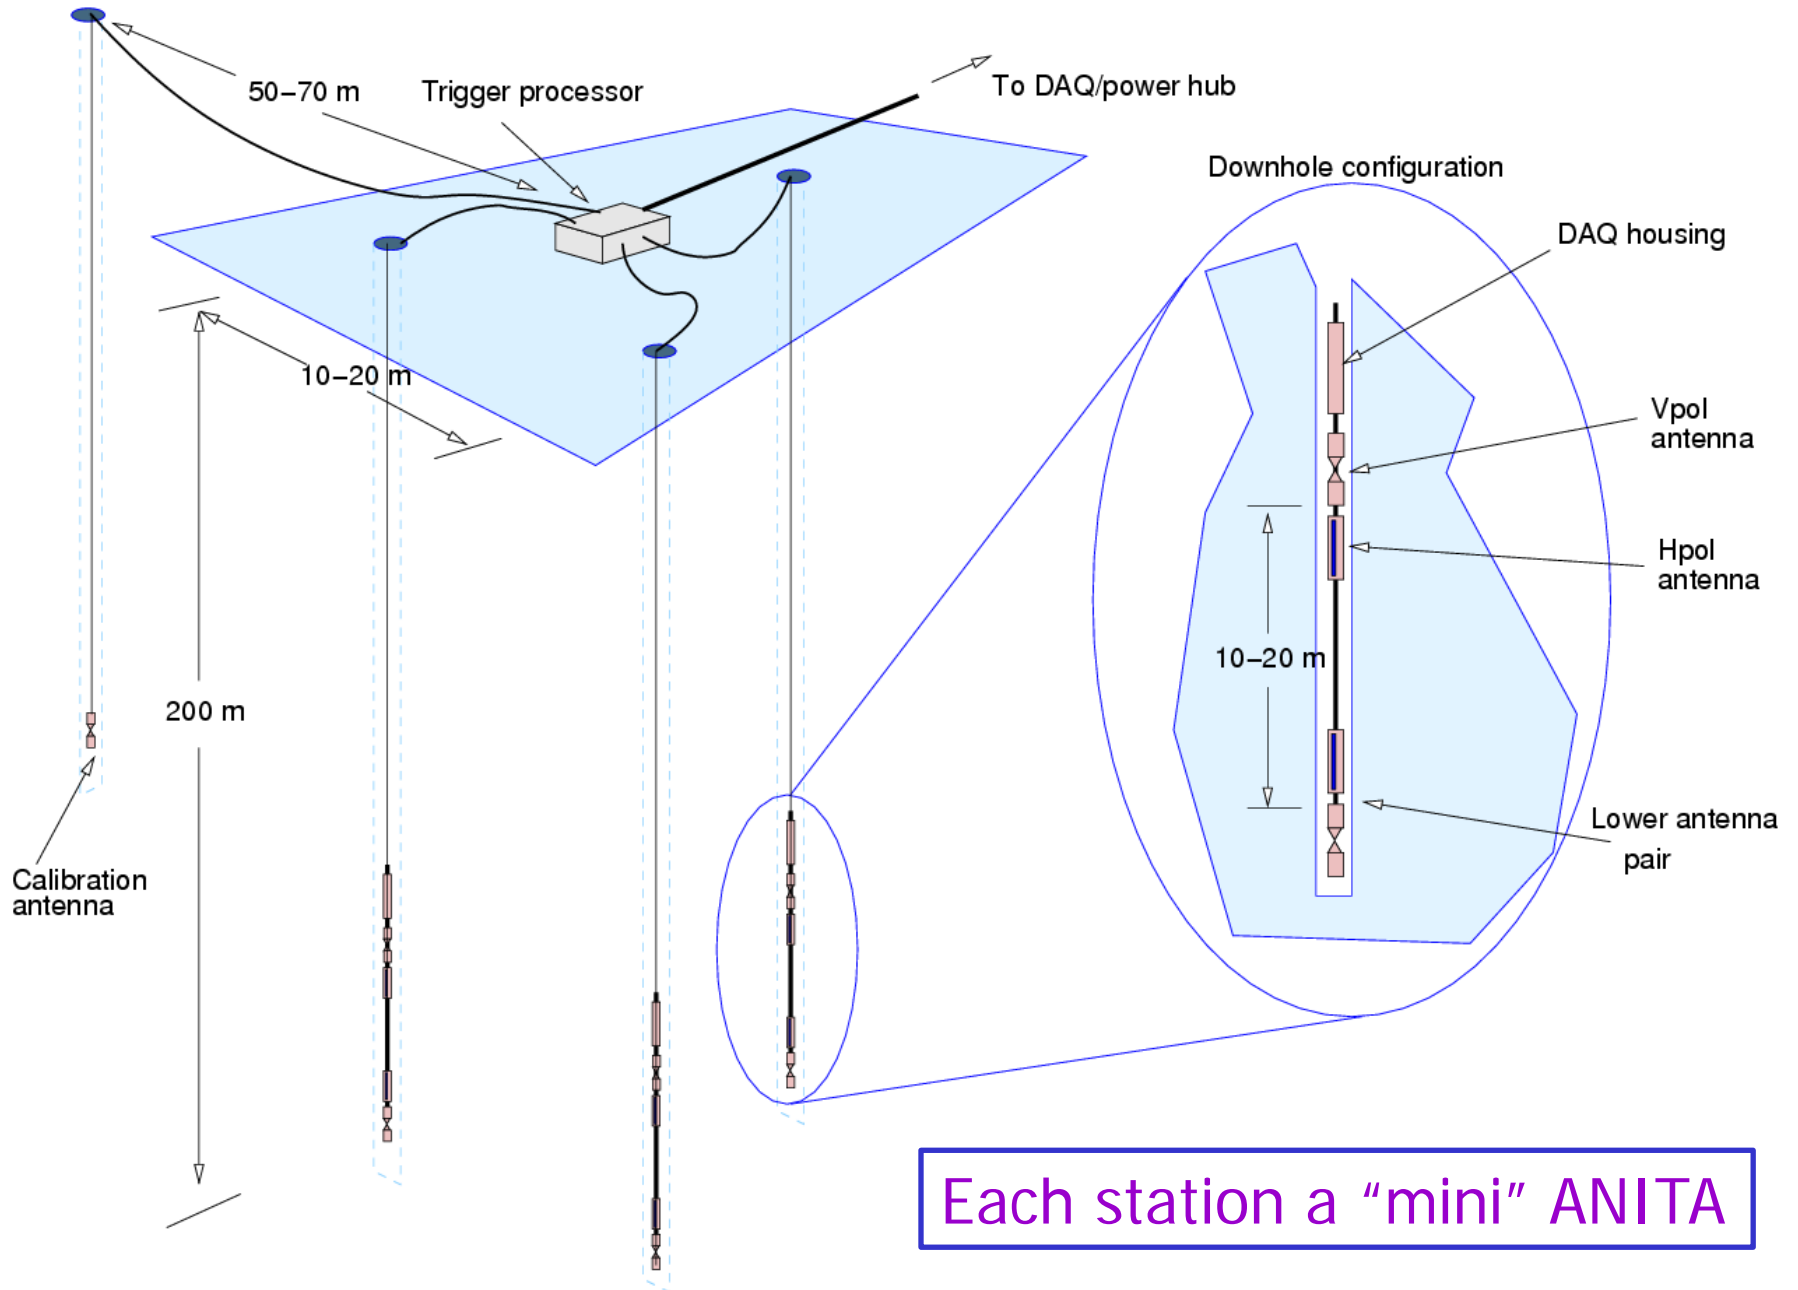 50–70 m
Trigger processor
To DAQ/power hub
Downhole configuration
DAQ housing
Vpol
antenna
Hpol
antenna
10–20 m
10–20 m
200 m
Lower antenna
pair
Calibration
antenna
Each station a “mini” ANITA